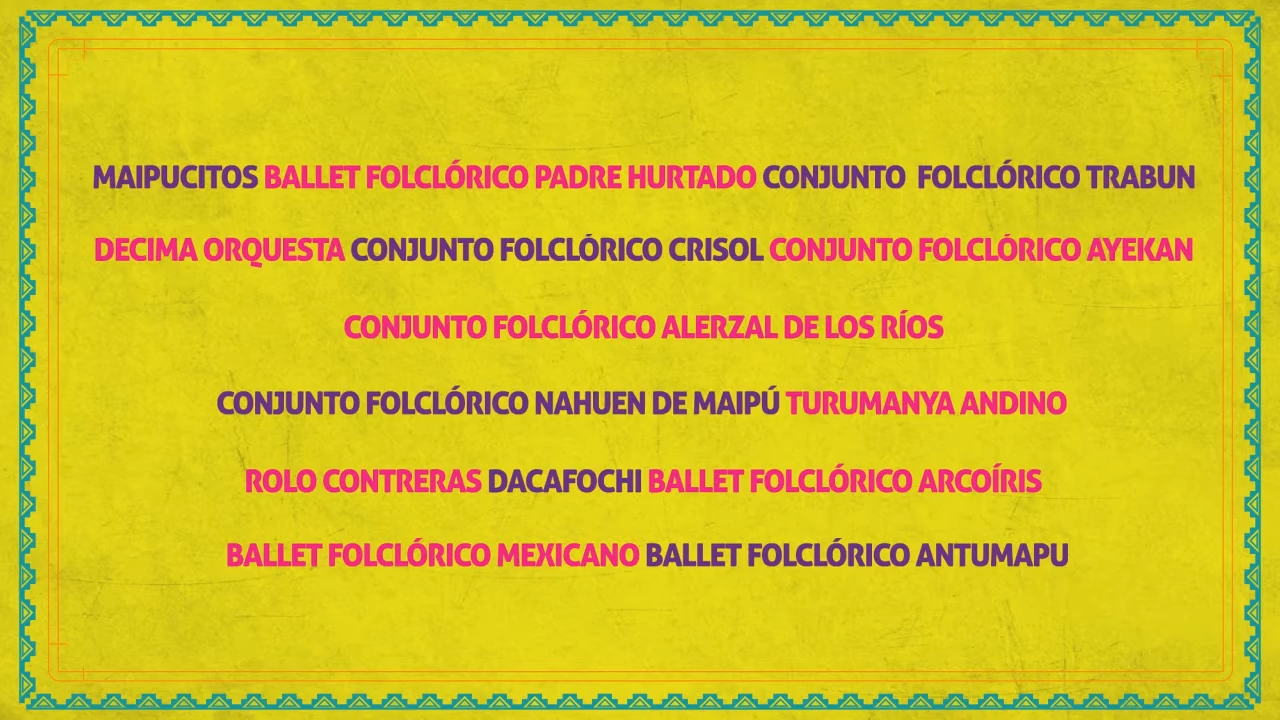 MAIPUCITOS BALLET FOLCLÓRICO PADRE HURTADO CONJUNTO FOLCLÓRICO TRABUN
DECIMA ORQUESTA CONJUNTO FOLCLÓRICO CRISOL CONJUNTO FOLCLÓRICO AYEKAN
CONJUNTO FOLCLÓRICO ALERZAL DE LOS RÍOS
CONJUNTO FOLCLÓRICO NAHUEN DE MAIPÚ TURUMANYA ANDINO
ROLO CONTRERAS DACAFOCHI BALLET FOLCLÓRICO ARCOÍRIS
BALLET FOLCLÓRICO MEXICANO BALLET FOLCLÓRICO ANTUMAPU